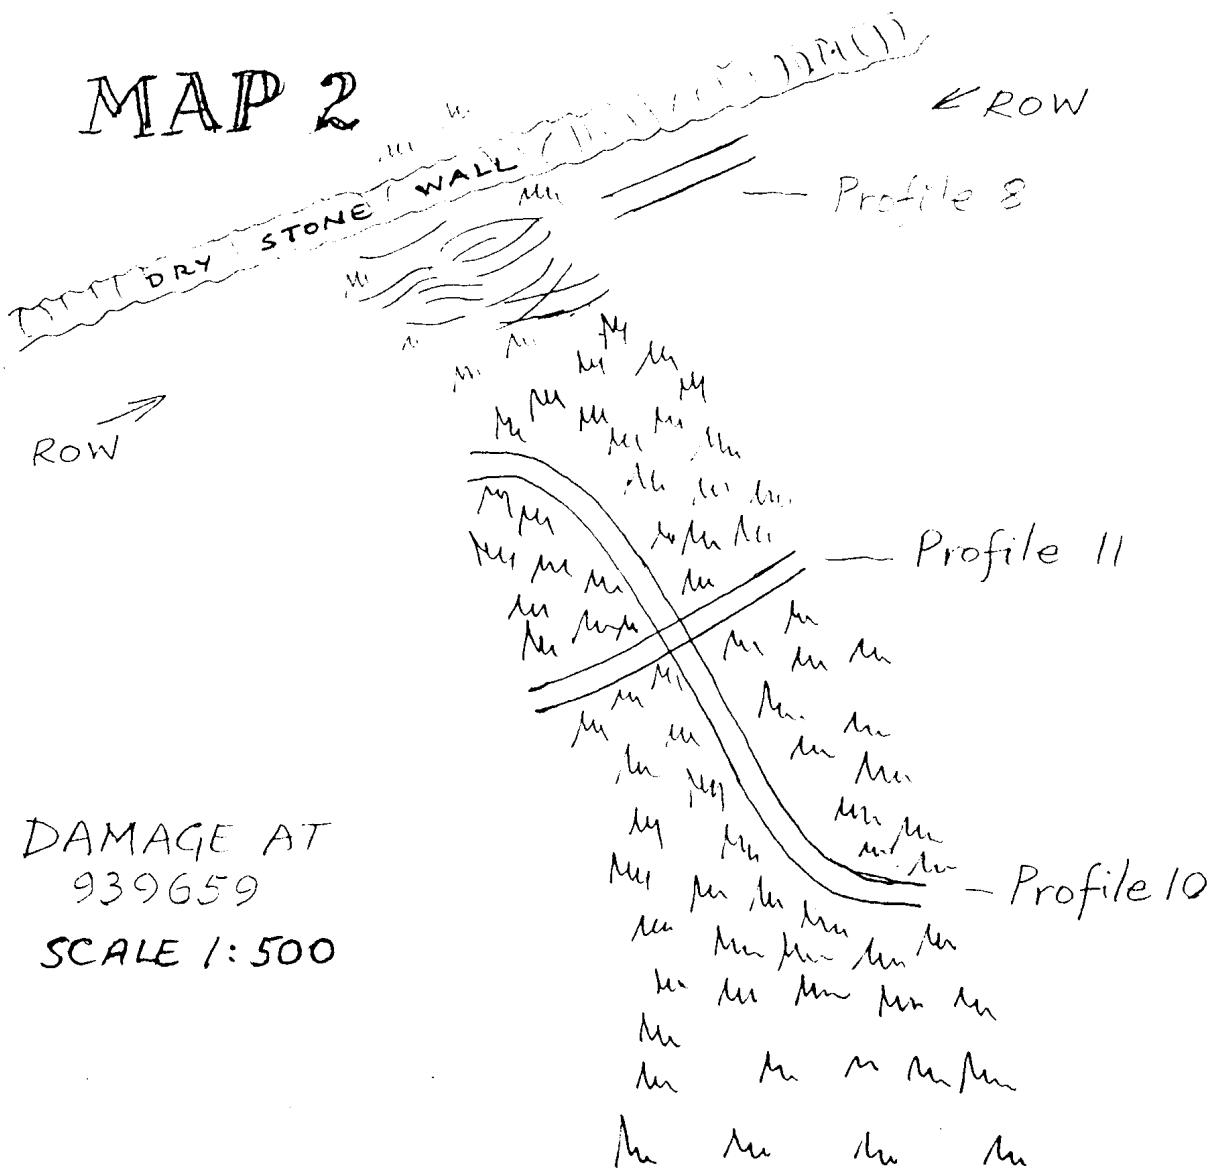 MAP 2
← ROW
DRY STONE WALL
Profile 8
ROW →
Profile 11
DAMAGE AT
939659
SCALE 1:500
Profile 10